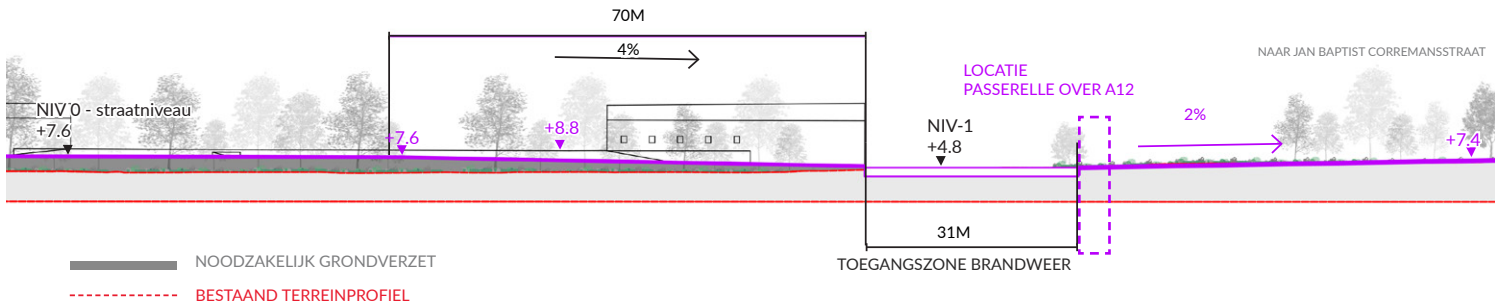 70M
4%
NAAR JAN BAPTIST CORREMANSSTRAAT
LOCATIE
PASSERELLE OVER A12
NIV 0 - straatniveau
+7.6
+7.6
+8.8
NIV-1
+4.8
2%
+7.4
31M
TOEGANGSZONE BRANDWEER
NOODZAKELIJK GRONDVERZET
BESTAAND TERREINPROFIEL